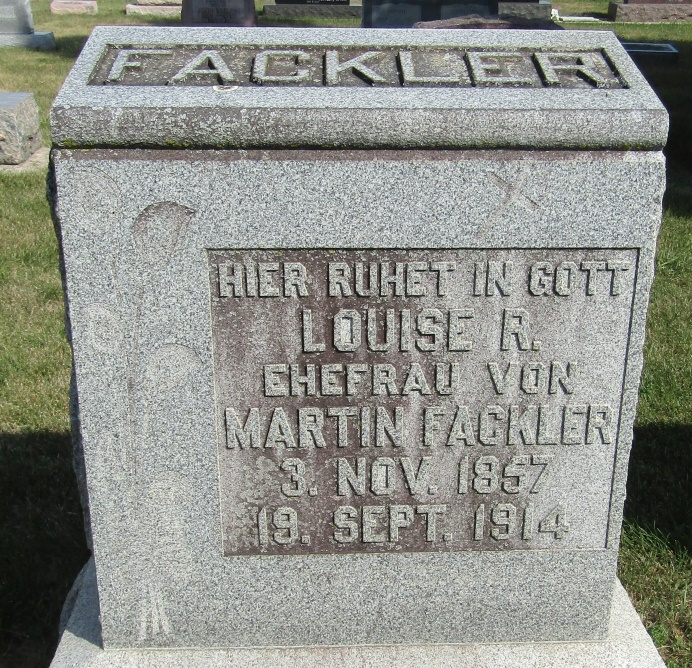 FACKLER
HIER RUHET IN GOTT
LOUISE R.
EHEFRAU VON
MARTIN FACKLER
3. NOV. 1857
19. SEPT. 1914